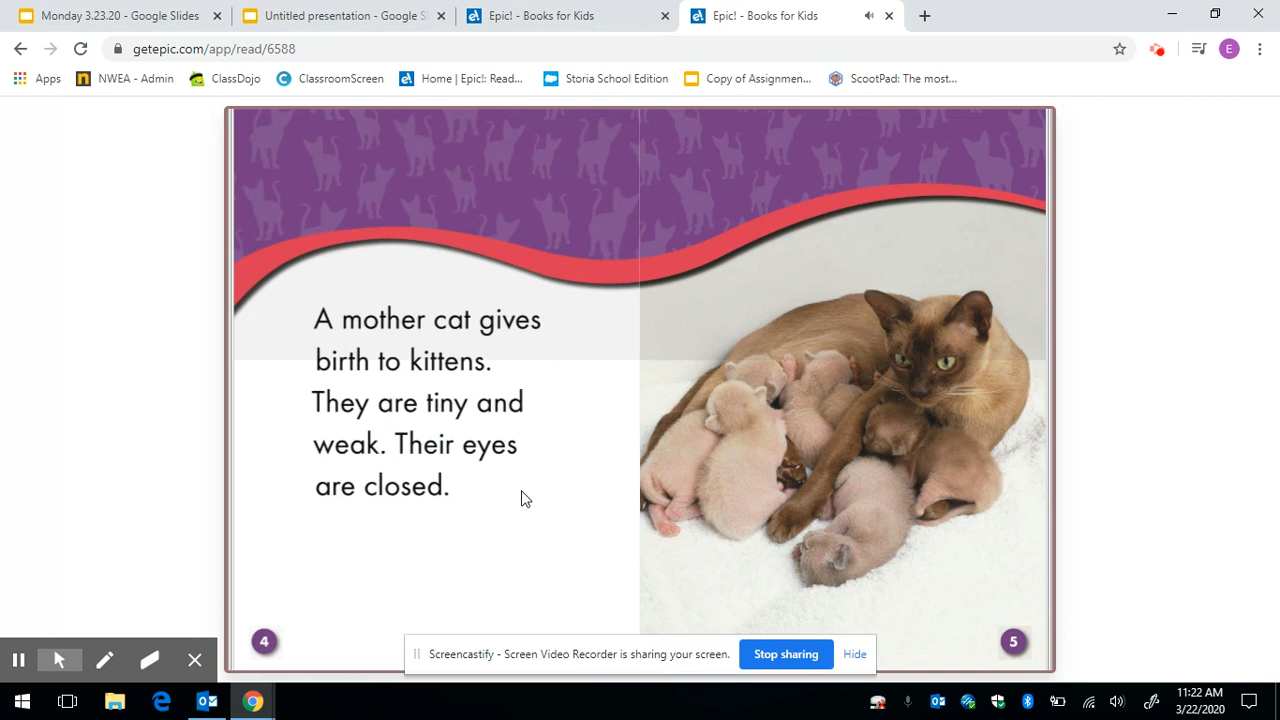 Monday 3.23.20 - Google Slides
Untitled presentation - Google S
Epic! - Books for Kids
Epic! - Books for Kids
getepic.com/app/read/6588
E
Apps
NWEA - Admin
ClassDojo
ClassroomScreen
Home | Epic!: Read...
Storia School Edition
Copy of Assignmen...
ScootPad: The most...
A mother cat gives
birth to kittens.
They are tiny and
weak. Their eyes
are closed.
4
5
Screencastify - Screen Video Recorder is sharing your screen.
Stop sharing
Hide
11:22 AM
3/22/2020